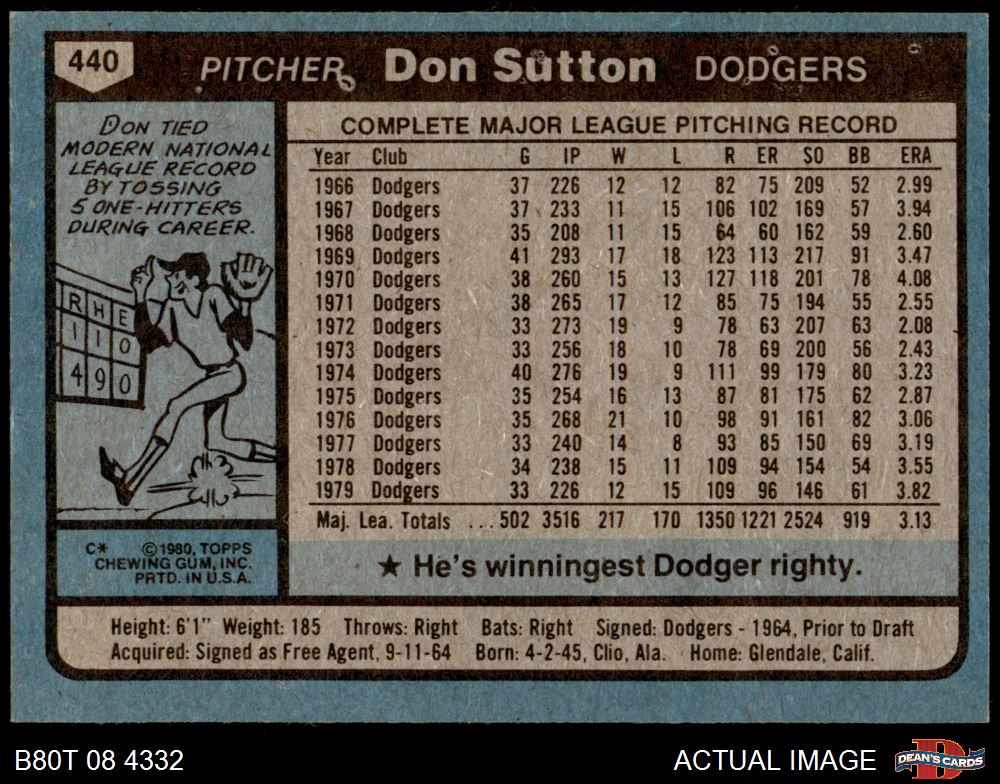 440 PITCHER Don Sutton DODGERS
DON TIED
MODERN NATIONAL
LEAGUE RECORD
BY TOSSING
5 ONE-HITTERS
DURING CAREER.
R H E
1 1 0
4 9 0
C* ©1980, TOPPS
CHEWING GUM, INC.
PRTD. IN U.S.A.
COMPLETE MAJOR LEAGUE PITCHING RECORD
Year Club G IP W L R ER SO BB ERA
1966 Dodgers 37 226 12 12 82 75 209 52 2.99
1967 Dodgers 37 233 11 15 106 102 169 57 3.94
1968 Dodgers 35 208 11 15 64 60 162 59 2.60
1969 Dodgers 41 293 17 18 123 113 217 91 3.47
1970 Dodgers 38 260 15 13 127 118 201 78 4.08
1971 Dodgers 38 265 17 12 85 75 194 55 2.55
1972 Dodgers 33 273 19 9 78 63 207 63 2.08
1973 Dodgers 33 256 18 10 78 69 200 56 2.43
1974 Dodgers 40 276 19 9 111 99 179 80 3.23
1975 Dodgers 35 254 16 13 87 81 175 62 2.87
1976 Dodgers 35 268 21 10 98 91 161 82 3.06
1977 Dodgers 33 240 14 8 93 85 150 69 3.19
1978 Dodgers 34 238 15 11 109 94 154 54 3.55
1979 Dodgers 33 226 12 15 109 96 146 61 3.82
Maj. Lea. Totals ... 502 3516 217 170 1350 1221 2524 919 3.13
★ He's winningest Dodger righty.
Height: 6'1" Weight: 185 Throws: Right Bats: Right Signed: Dodgers - 1964, Prior to Draft
Acquired: Signed as Free Agent, 9-11-64 Born: 4-2-45, Clio, Ala. Home: Glendale, Calif.
B80T 08 4332 ACTUAL IMAGE D DEAN'S CARDS